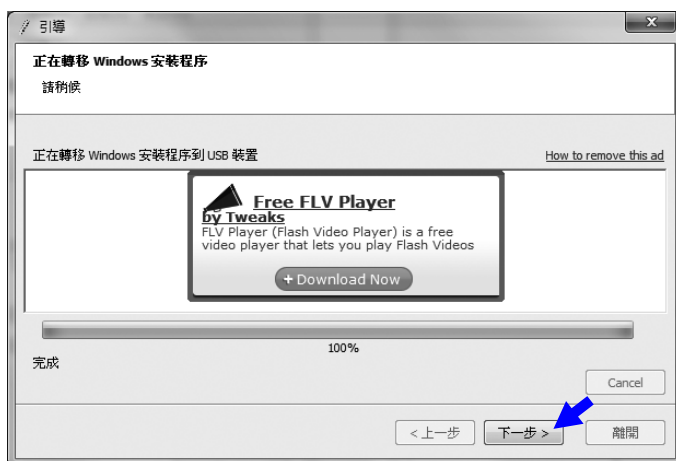 引導
正在轉移 Windows 安裝程序
請稍候
正在轉移 Windows 安裝程序到 USB 裝置
How to remove this ad
Free FLV Player
by Tweaks
FLV Player (Flash Video Player) is a free
video player that lets you play Flash Videos
+ Download Now
100%
完成
Cancel
< 上一步
下一步 >
離開